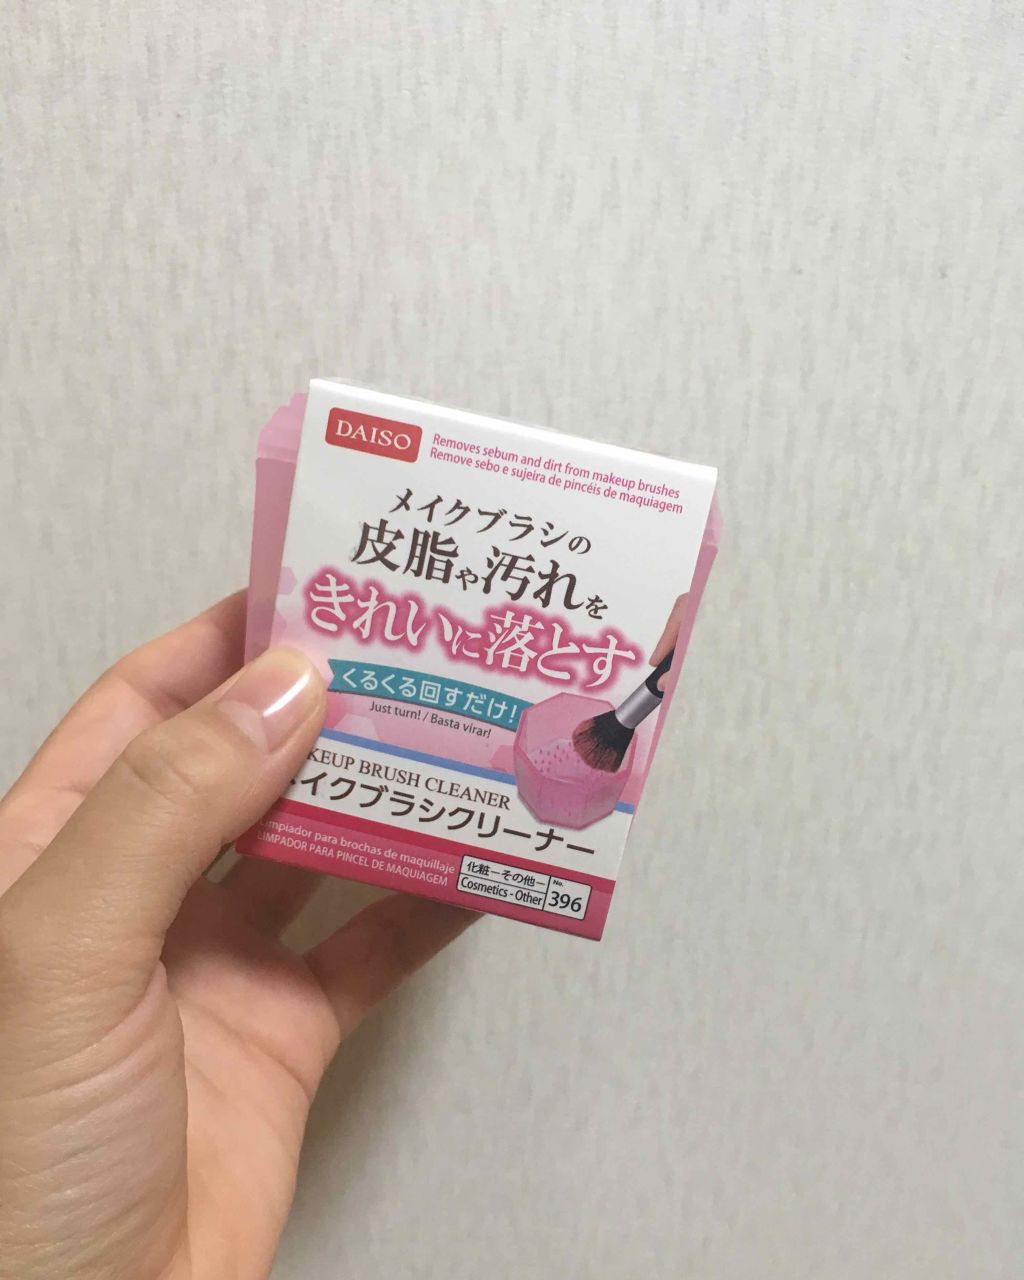 DAISO
Removes sebum and dirt from makeup brushes
Remove sebo e sujeira de pincéis de maquiagem
メイクブラシの
皮脂や汚れを
きれいに落とす
くるくる回すだけ!
Just turn! / Basta virar!
KEUP BRUSH CLEANER
メイクブラシクリーナー
Limpiador para brochas de maquillaje
LIMPADOR PARA PINCEL DE MAQUIAGEM
化粧-その他-
Cosmetics - Other
No.
396